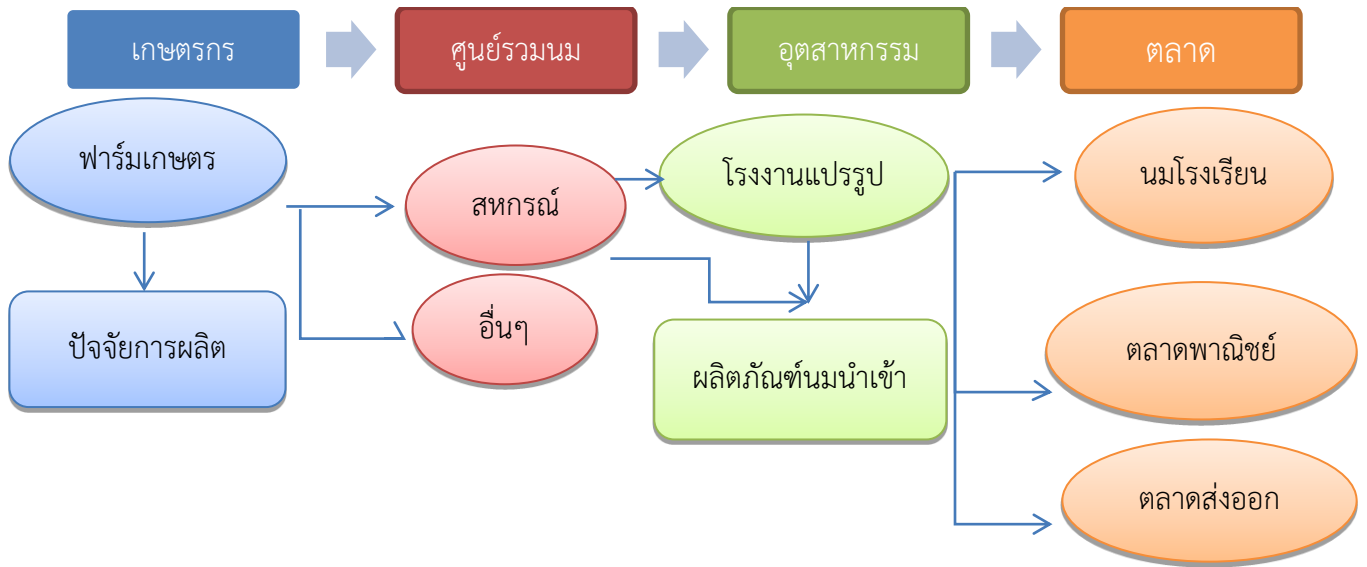 เกษตรกร
ศูนย์รวมนม
อุตสาหกรรม
ตลาด
ฟาร์มเกษตร
ปัจจัยการผลิต
สหกรณ์
อื่นๆ
โรงงานแปรรูป
ผลิตภัณฑ์นมนำเข้า
นมโรงเรียน
ตลาดพาณิชย์
ตลาดส่งออก